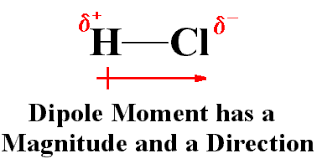 δ+ δ−
H—Cl
Dipole Moment has a
Magnitude and a Direction